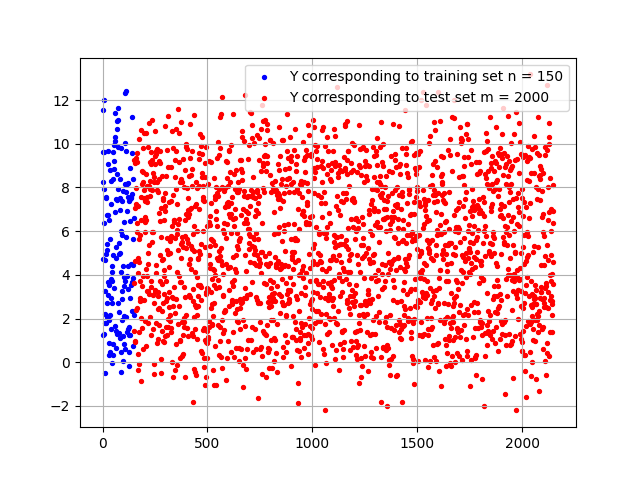 Y corresponding to training set n = 150
Y corresponding to test set m = 2000
12
10
8
6
4
2
0
−2
0 500 1000 1500 2000